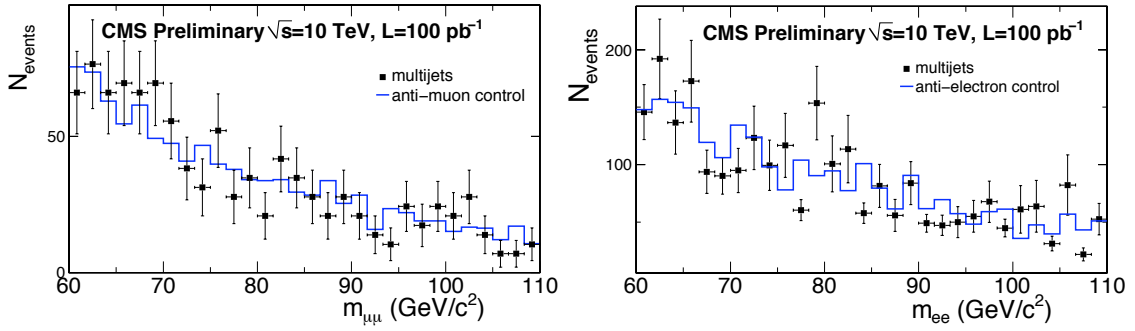 CMS Preliminary √s=10 TeV, L=100 pb⁻¹
N_events
multijets
anti-muon control
50
0
60 70 80 90 100 110
m_μμ (GeV/c²)
CMS Preliminary √s=10 TeV, L=100 pb⁻¹
N_events
multijets
anti-electron control
200
100
60 70 80 90 100 110
m_ee (GeV/c²)